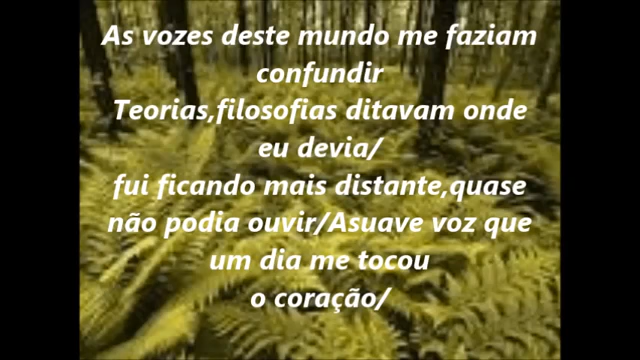 As vozes deste mundo me faziam
confundir
Teorias,filosofias ditavam onde
eu devia/
fui ficando mais distante,quase
não podia ouvir/Asuave voz que
um dia me tocou
o coração/